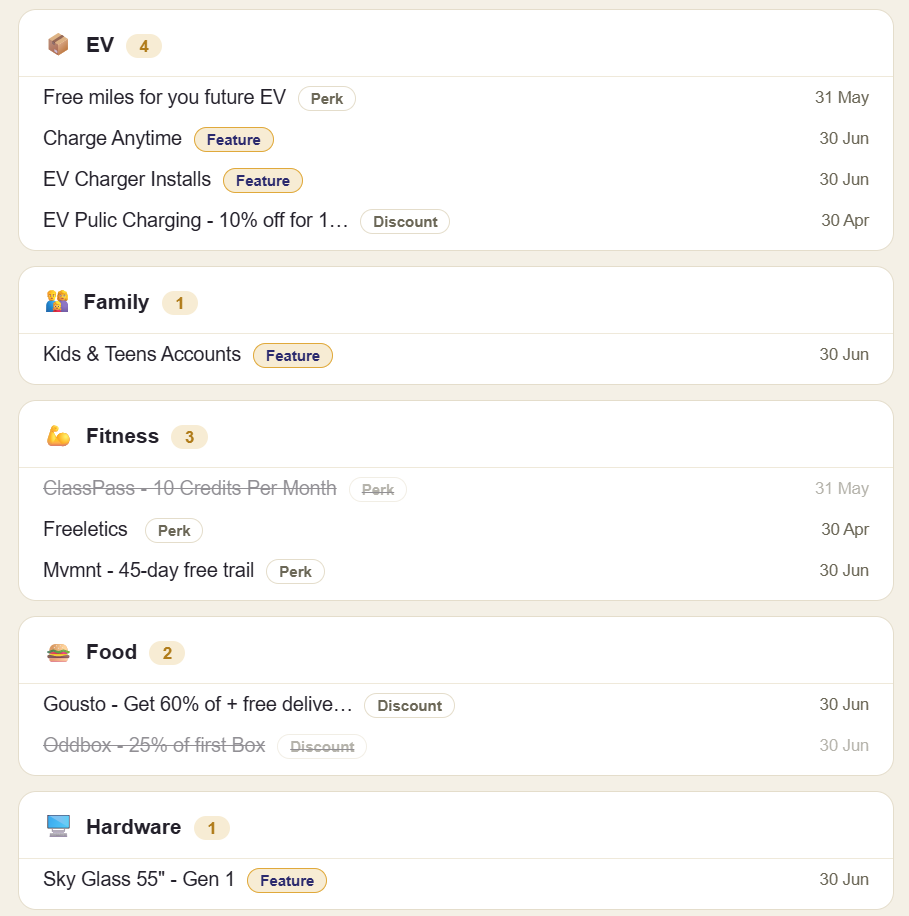 EV 4
Free miles for you future EV Perk 31 May
Charge Anytime Feature 30 Jun
EV Charger Installs Feature 30 Jun
EV Pulic Charging - 10% off for 1… Discount 30 Apr
Family 1
Kids & Teens Accounts Feature 30 Jun
Fitness 3
ClassPass - 10 Credits Per Month Perk 31 May
Freeletics Perk 30 Apr
Mvmnt - 45-day free trail Perk 30 Jun
Food 2
Gousto - Get 60% of + free delive… Discount 30 Jun
Oddbox - 25% of first Box Discount 30 Jun
Hardware 1
Sky Glass 55" - Gen 1 Feature 30 Jun